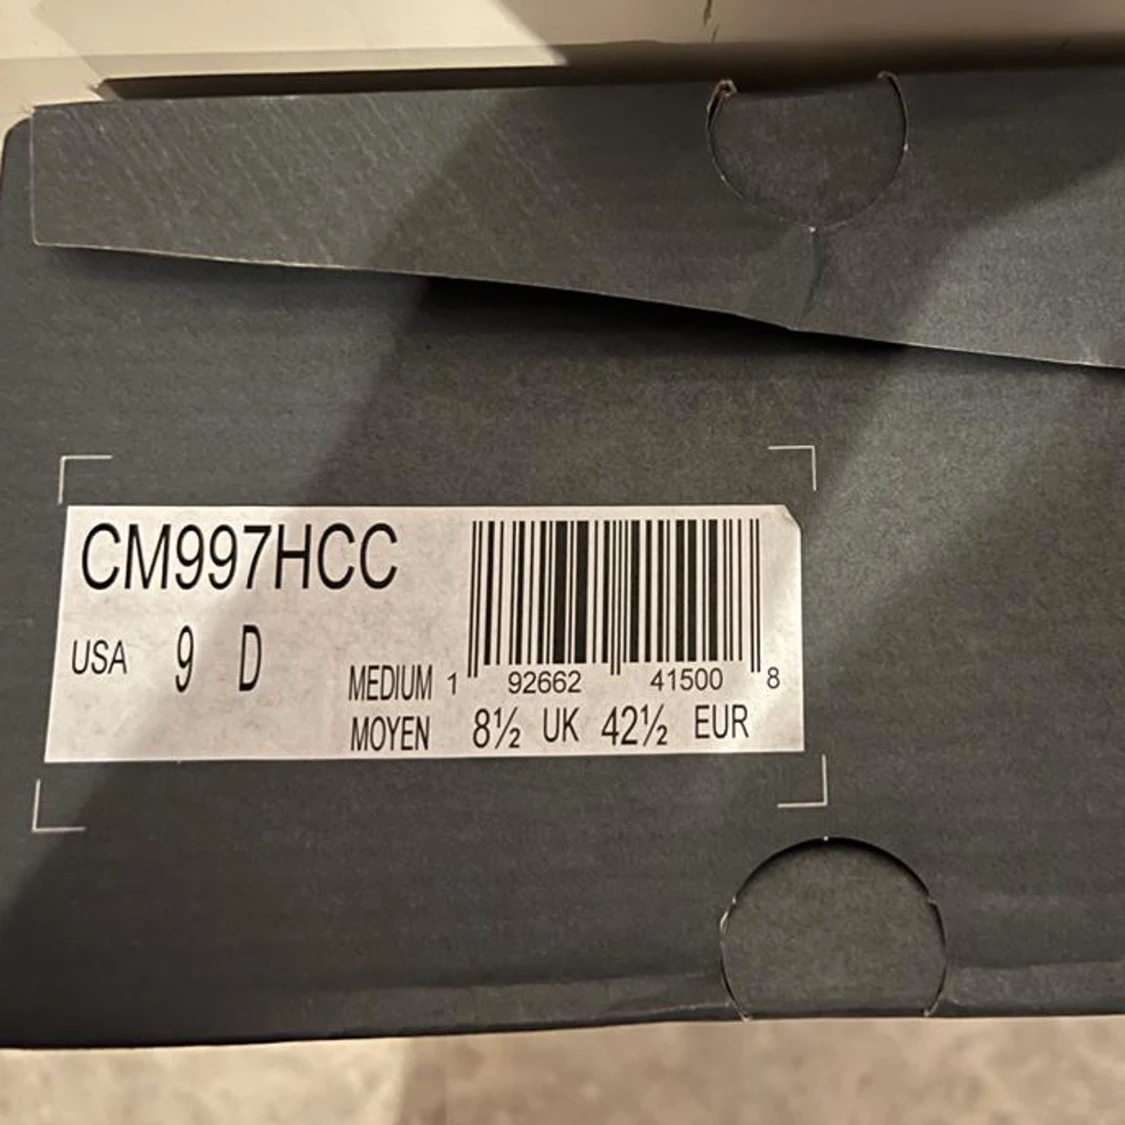 CM997HCC
USA 9 D
MEDIUM 1 92662 41500 8
MOYEN 8½ UK 42½ EUR